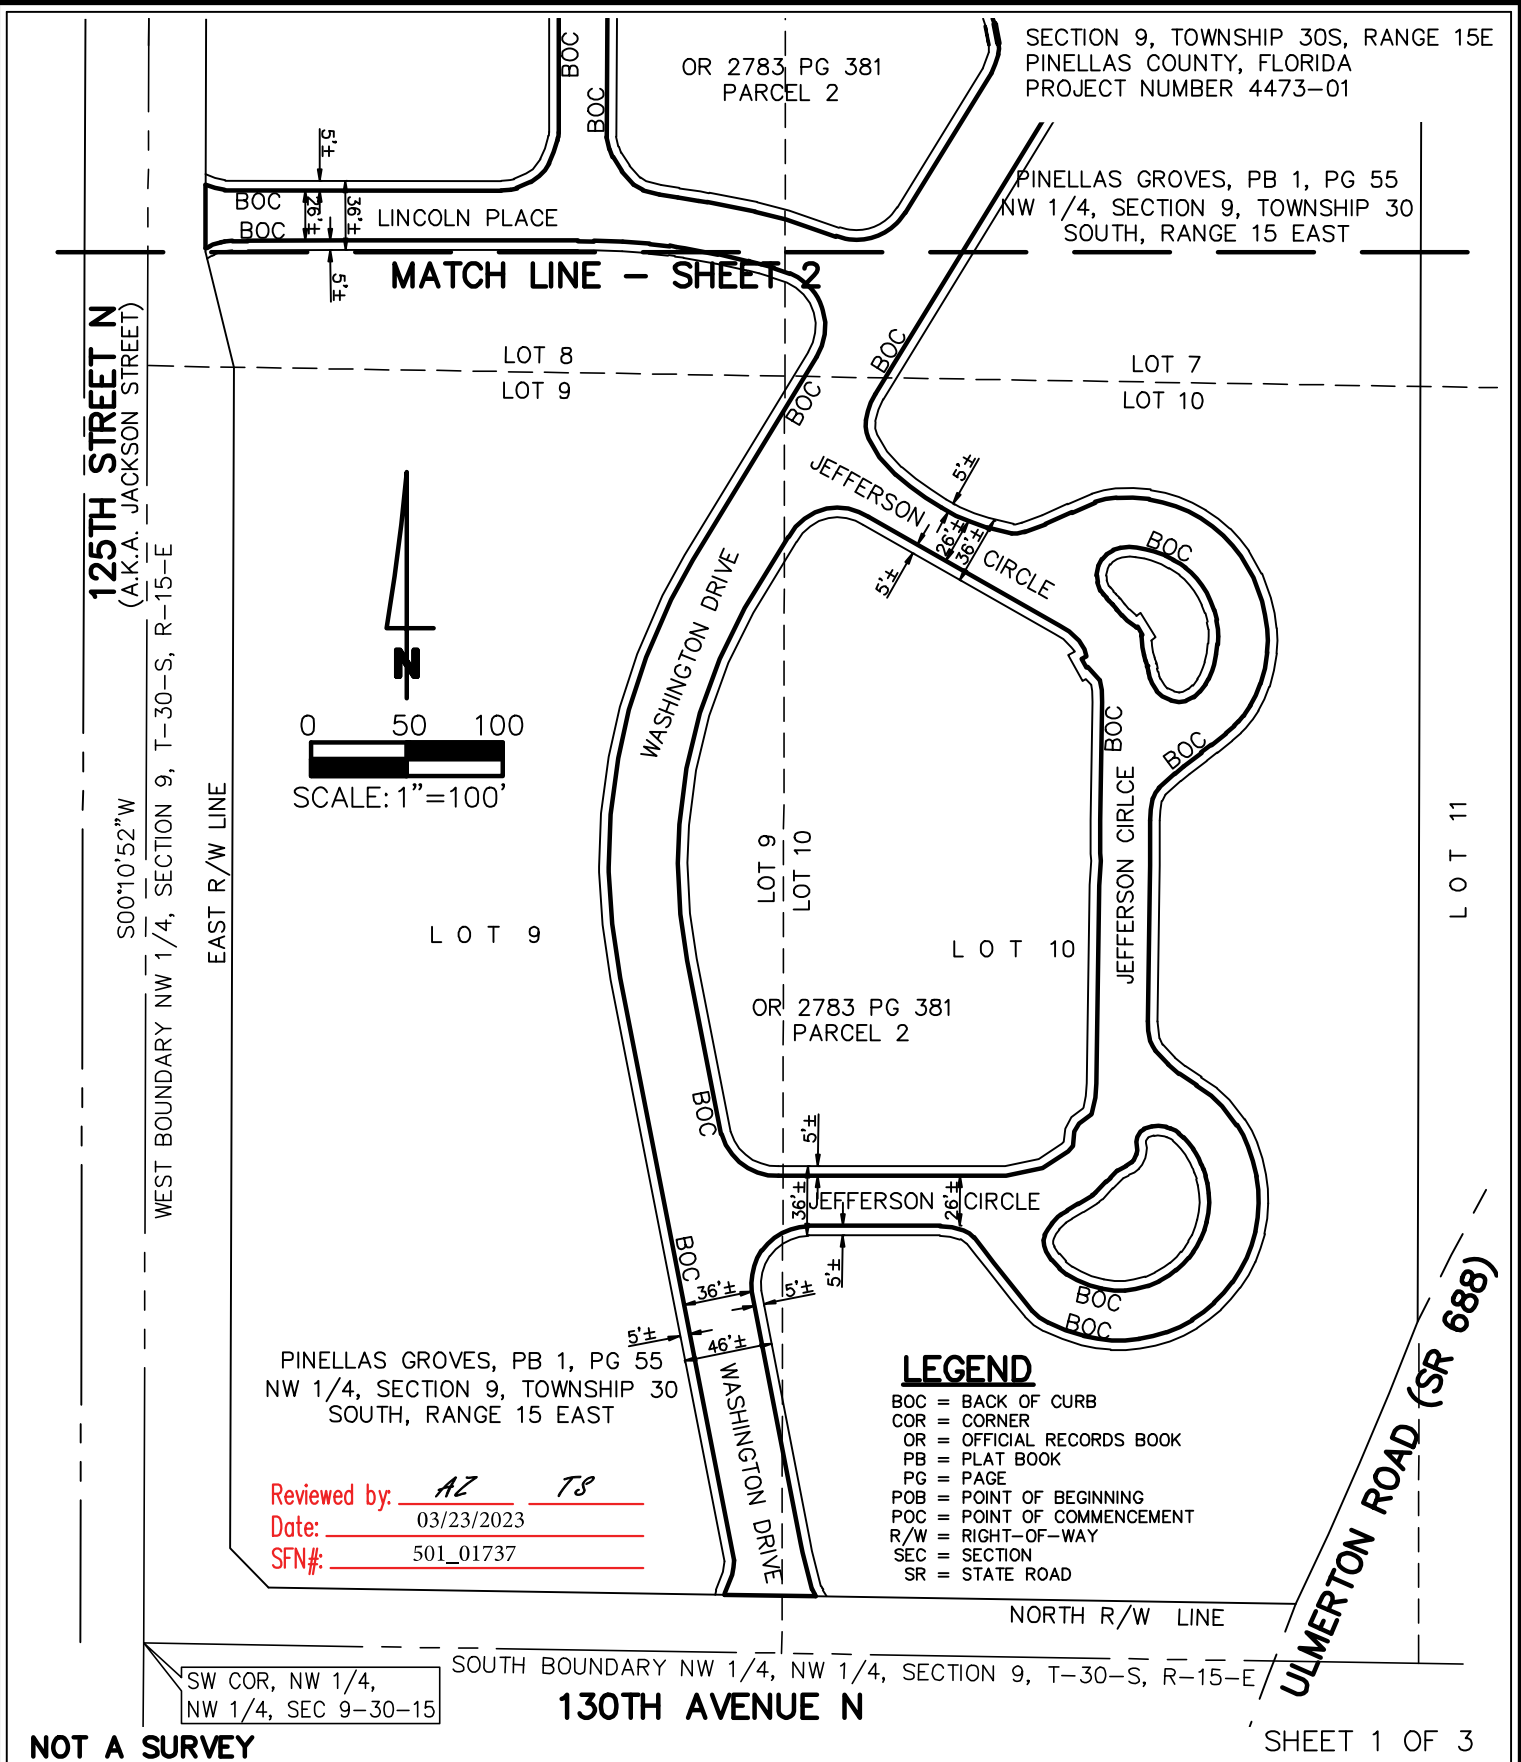 SECTION 9, TOWNSHIP 30S, RANGE 15E
PINELLAS COUNTY, FLORIDA
PROJECT NUMBER 4473-01
BOC
BOC
OR 2783 PG 381
PARCEL 2
PINELLAS GROVES, PB 1, PG 55
NW 1/4, SECTION 9, TOWNSHIP 30
SOUTH, RANGE 15 EAST
5'±
BOC
BOC
26'±
36'±
LINCOLN PLACE
5'±
MATCH LINE - SHEET 2
125TH STREET N
(A.K.A. JACKSON STREET)
LOT 8
LOT 9
BOC
BOC
LOT 7
LOT 10
JEFFERSON
CIRCLE
5'±
26'±
36'±
5'±
BOC
WASHINGTON DRIVE
N
0 50 100
SCALE: 1"=100'
S00°10'52"W
WEST BOUNDARY NW 1/4, SECTION 9, T-30-S, R-15-E
EAST R/W LINE
BOC
BOC
JEFFERSON CIRLCE
LOT 9
LOT 10
LOT 11
LOT 9
LOT 10
OR 2783 PG 381
PARCEL 2
BOC
5'±
36'±
JEFFERSON CIRCLE
26'±
5'±
BOC
36'±
5'±
5'±
46'±
BOC
BOC
WASHINGTON DRIVE
PINELLAS GROVES, PB 1, PG 55
NW 1/4, SECTION 9, TOWNSHIP 30
SOUTH, RANGE 15 EAST
LEGEND
BOC = BACK OF CURB
COR = CORNER
OR = OFFICIAL RECORDS BOOK
PB = PLAT BOOK
PG = PAGE
POB = POINT OF BEGINNING
POC = POINT OF COMMENCEMENT
R/W = RIGHT-OF-WAY
SEC = SECTION
SR = STATE ROAD
Reviewed by: AZ TS
Date: 03/23/2023
SFN#: 501_01737
ULMERTON ROAD (SR 688)
NORTH R/W LINE
SOUTH BOUNDARY NW 1/4, NW 1/4, SECTION 9, T-30-S, R-15-E
SW COR, NW 1/4,
NW 1/4, SEC 9-30-15
130TH AVENUE N
NOT A SURVEY
SHEET 1 OF 3